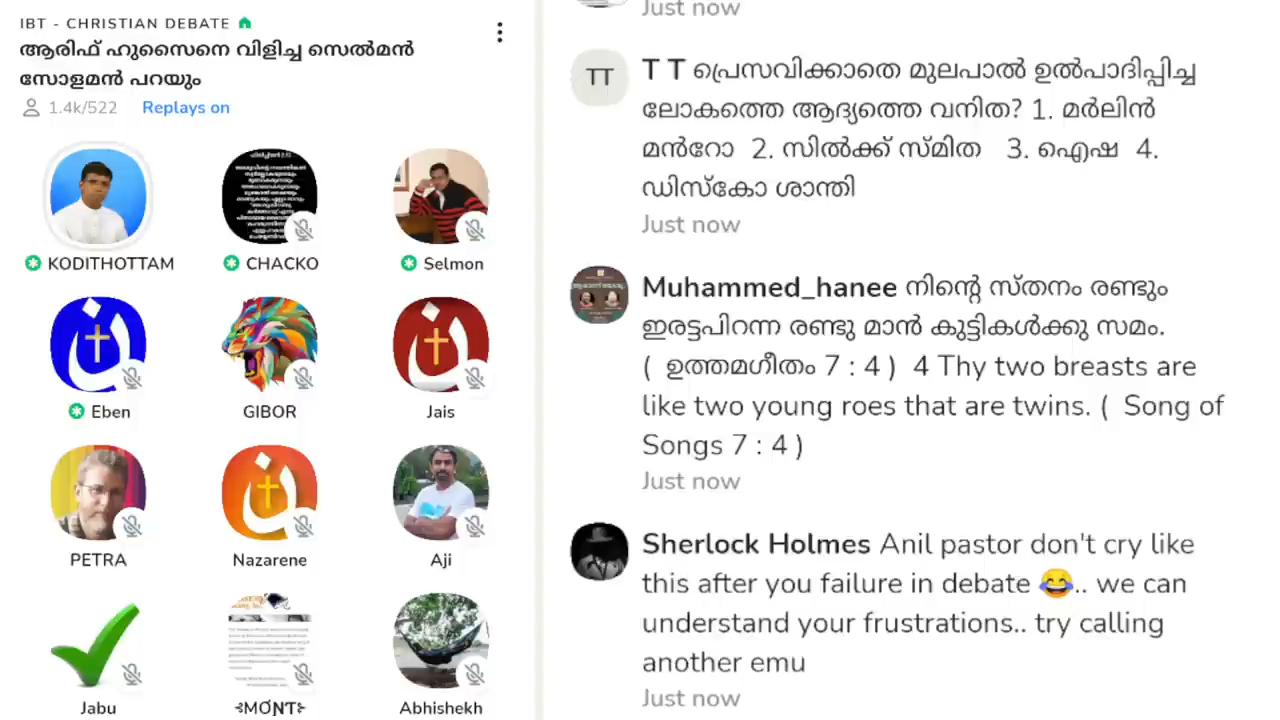 IBT - CHRISTIAN DEBATE
ആരിഫ് ഹുസൈനെ വിളിച്ച സെൽമൻ
സോളമൻ പറയും
1.4k/522 Replays on
KODITHOTTAM
CHACKO
Selmon
Eben
GIBOR
Jais
PETRA
Nazarene
Aji
Jabu
Abhishekh
Just now
TT
T T പ്രെസവിക്കാതെ മുലപാൽ ഉൽപാദിപ്പിച്ച
ലോകത്തെ ആദ്യത്തെ വനിത? 1. മർലിൻ
മൻറോ 2. സിൽക്ക് സ്മിത 3. ഐഷ 4.
ഡിസ്കോ ശാന്തി
Just now
Muhammed_hanee നിന്റെ സ്തനം രണ്ടും
ഇരട്ടപിറന്ന രണ്ടു മാൻ കുട്ടികൾക്കു സമം.
( ഉത്തമഗീതം 7 : 4 ) 4 Thy two breasts are
like two young roes that are twins. ( Song of
Songs 7 : 4 )
Just now
Sherlock Holmes Anil pastor don't cry like
this after you failure in debate 😂.. we can
understand your frustrations.. try calling
another emu
Just now